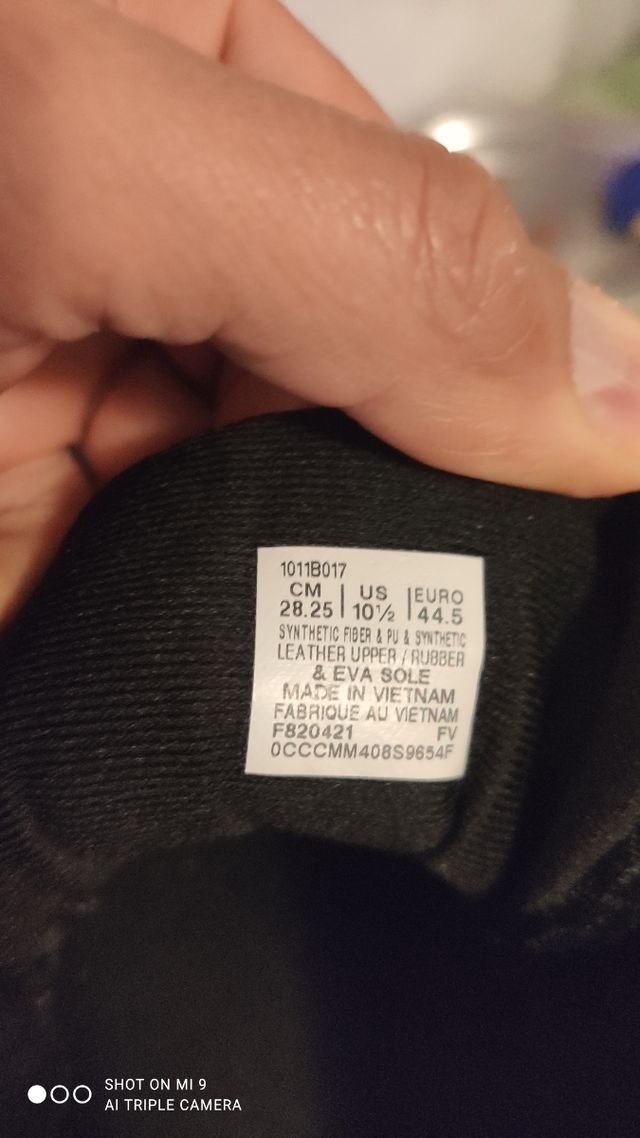 1011B017
CM | US | EURO
28.25 | 10½ | 44.5
SYNTHETIC FIBER & PU & SYNTHETIC
LEATHER UPPER / RUBBER
& EVA SOLE
MADE IN VIETNAM
FABRIQUE AU VIETNAM
F820421 FV
0CCCMM408S9654F
SHOT ON MI 9
AI TRIPLE CAMERA